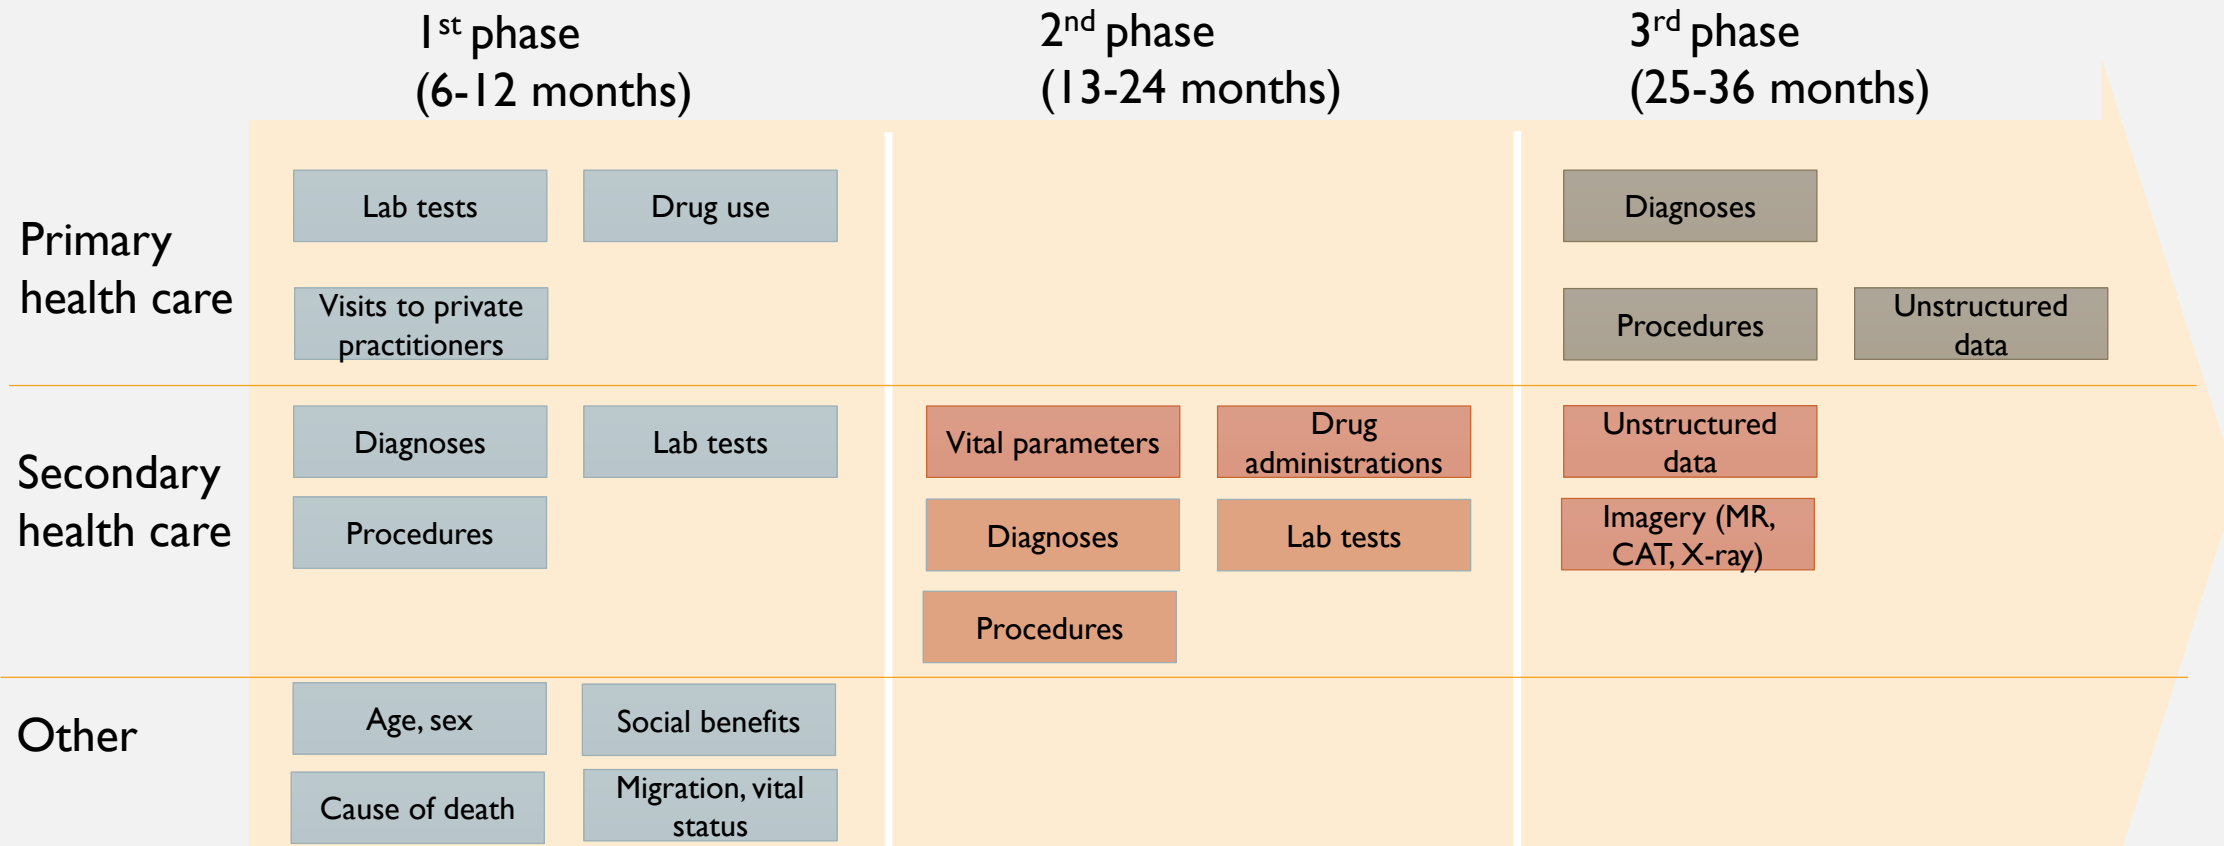 1st phase
(6-12 months)
2nd phase
(13-24 months)
3rd phase
(25-36 months)
Primary
health care
Lab tests
Drug use
Visits to private
practitioners
Diagnoses
Procedures
Unstructured
data
Secondary
health care
Diagnoses
Lab tests
Procedures
Vital parameters
Drug
administrations
Diagnoses
Lab tests
Procedures
Unstructured
data
Imagery (MR,
CAT, X-ray)
Other
Age, sex
Social benefits
Cause of death
Migration, vital
status